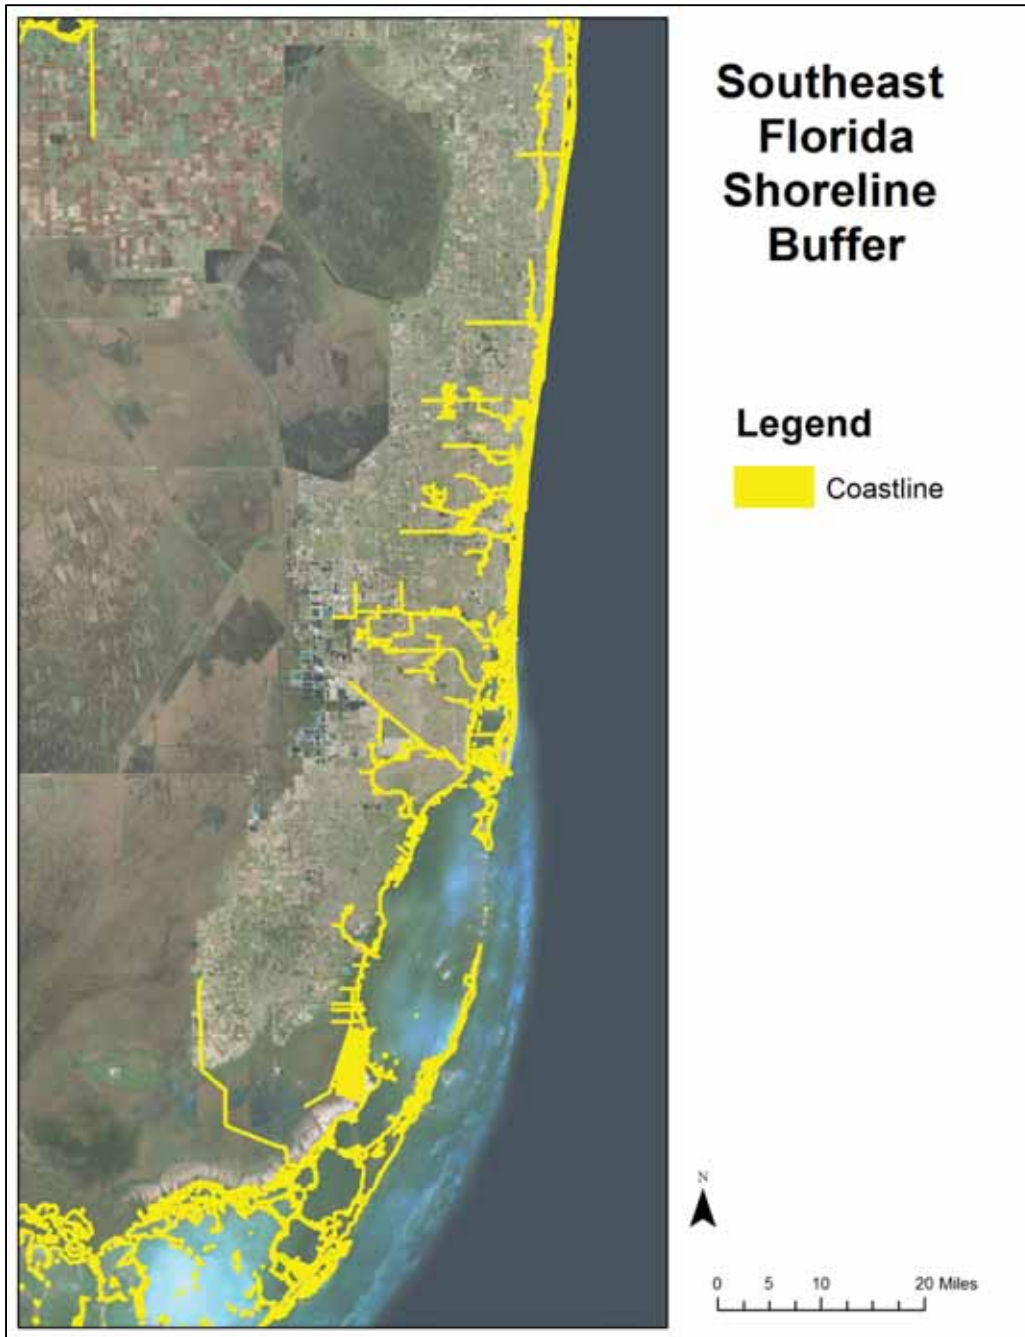 Southeast
Florida
Shoreline
Buffer
Legend
Coastline
N
0 5 10 20 Miles